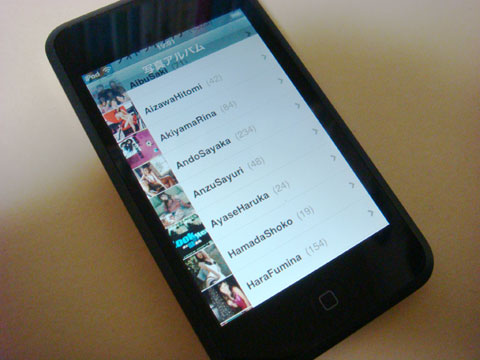 iPod
写真アルバム
AibuSaki
AizawaHitomi (42)
AkiyamaRina (84)
AndoSayaka (234)
AnzuSayuri (48)
AyaseHaruka (24)
HamadaShoko (19)
HaraFumina (154)